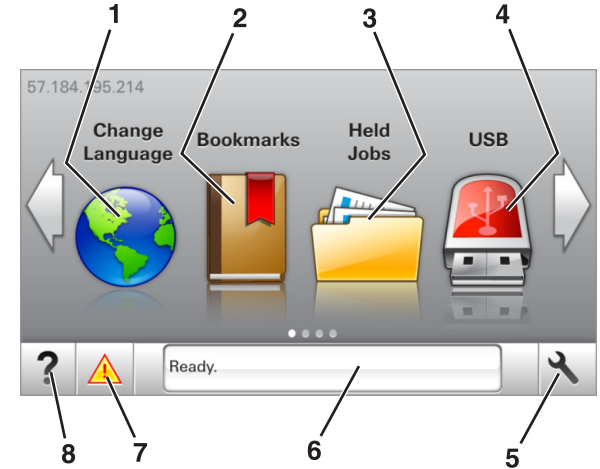 1 2 3 4
57.184.195.214
Change
Language
Bookmarks
Held
Jobs
USB
?
Ready.
8 7 6 5